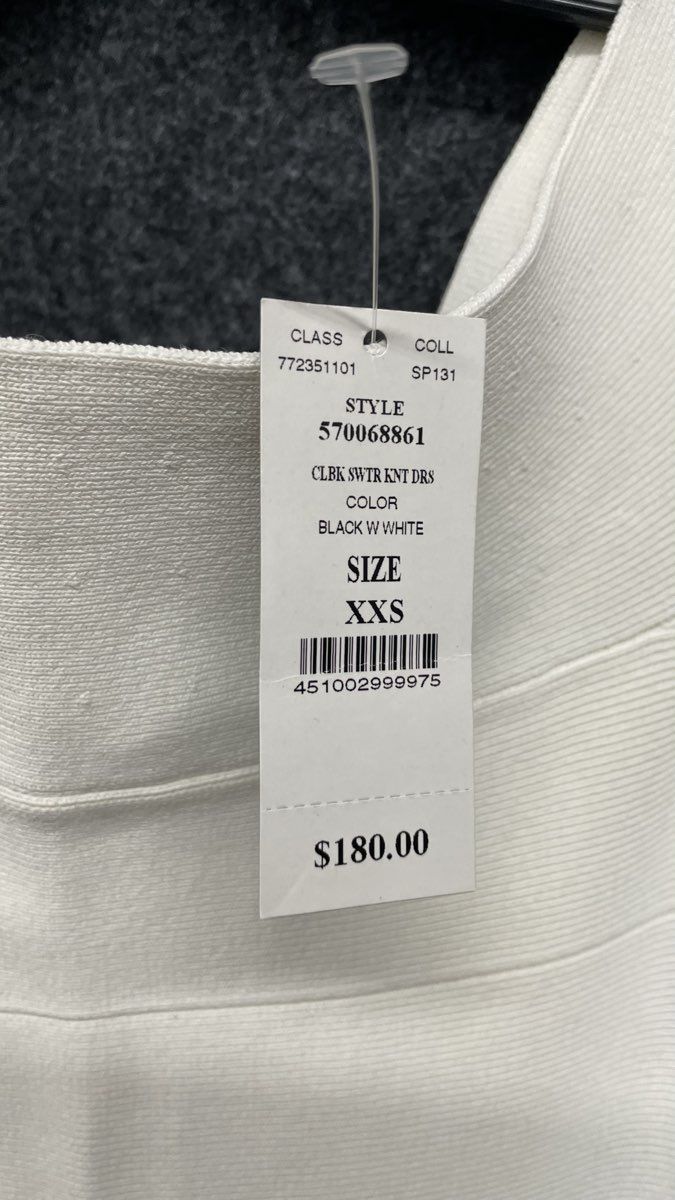 CLASS COLL
772351101 SP131
STYLE
570068861
CLBK SWTR KNT DRS
COLOR
BLACK W WHITE
SIZE
XXS
451002999975
$180.00